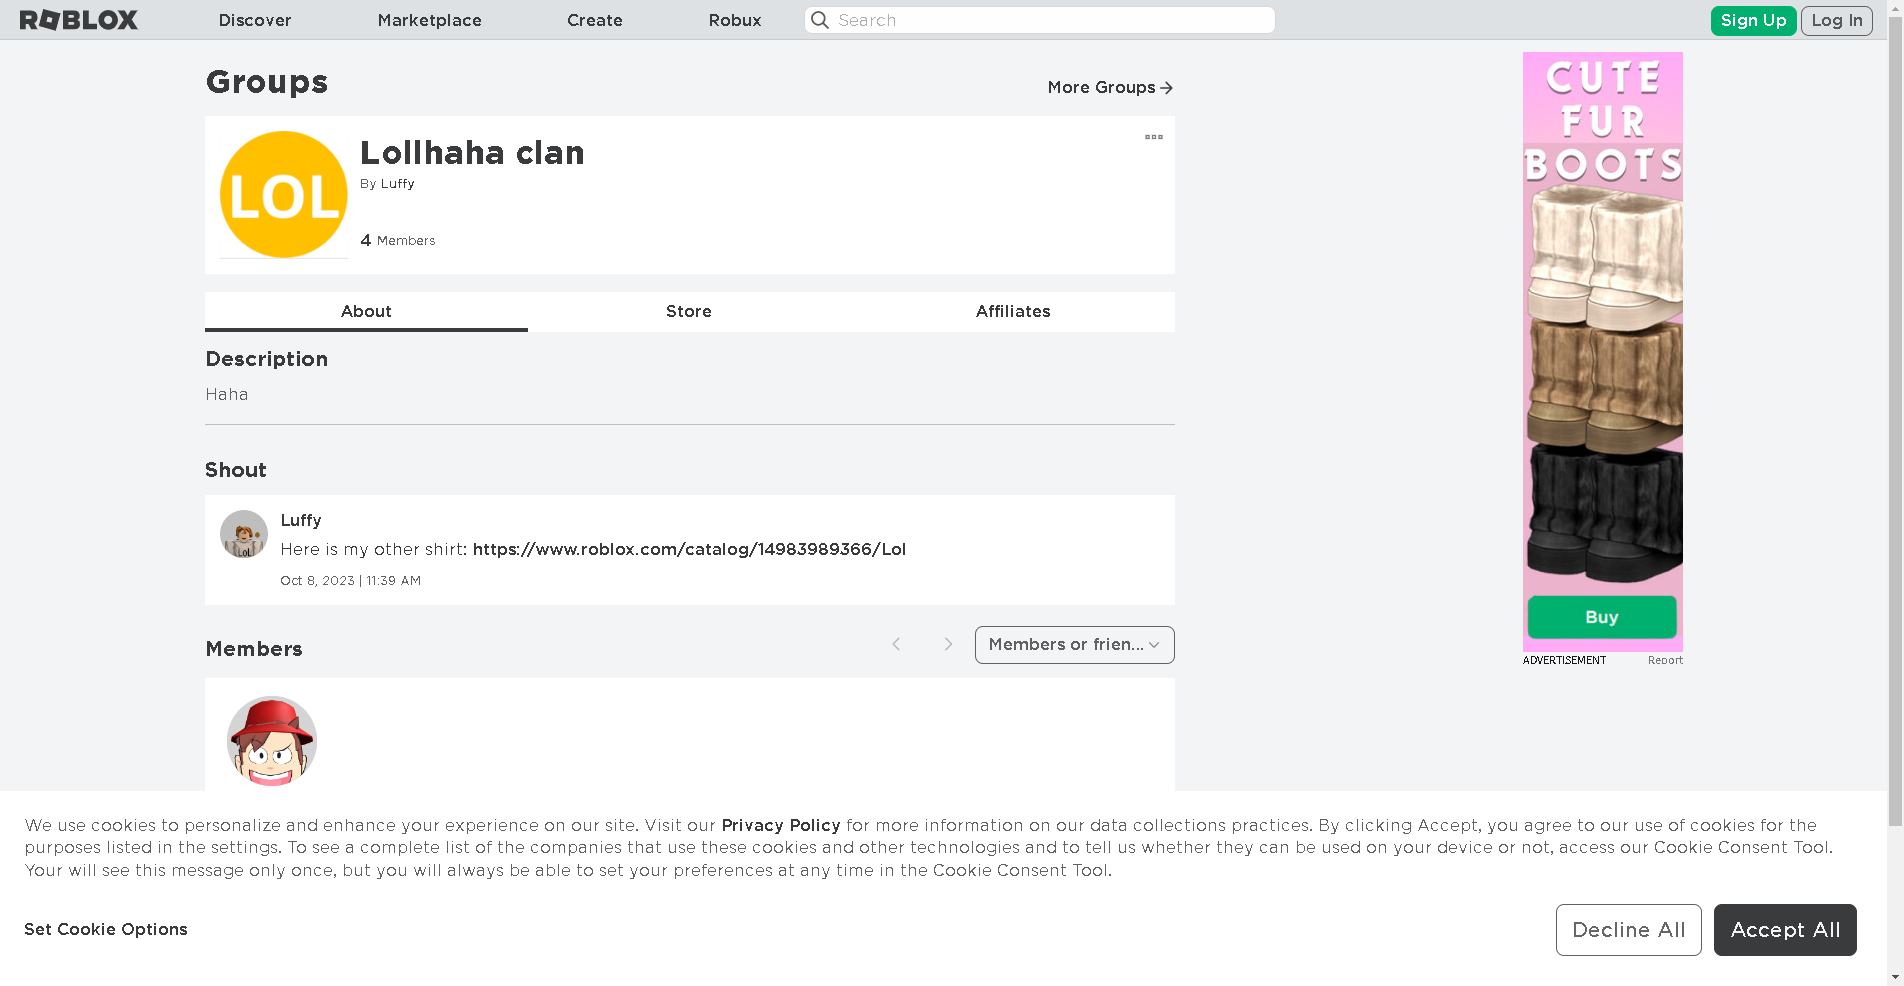 ROBLOX
Discover
Marketplace
Create
Robux
Search
Sign Up
Log In
Groups
More Groups
LOL
Lollhaha clan
By Luffy
4 Members
About
Store
Affiliates
Description
Haha
Shout
Luffy
Here is my other shirt: https://www.roblox.com/catalog/14983989366/Lol
Oct 8, 2023 | 11:39 AM
Members
Members or frien...
CUTE
FUR
BOOTS
Buy
ADVERTISEMENT
Report
We use cookies to personalize and enhance your experience on our site. Visit our Privacy Policy for more information on our data collections practices. By clicking Accept, you agree to our use of cookies for the
purposes listed in the settings. To see a complete list of the companies that use these cookies and other technologies and to tell us whether they can be used on your device or not, access our Cookie Consent Tool.
Your will see this message only once, but you will always be able to set your preferences at any time in the Cookie Consent Tool.
Set Cookie Options
Decline All
Accept All